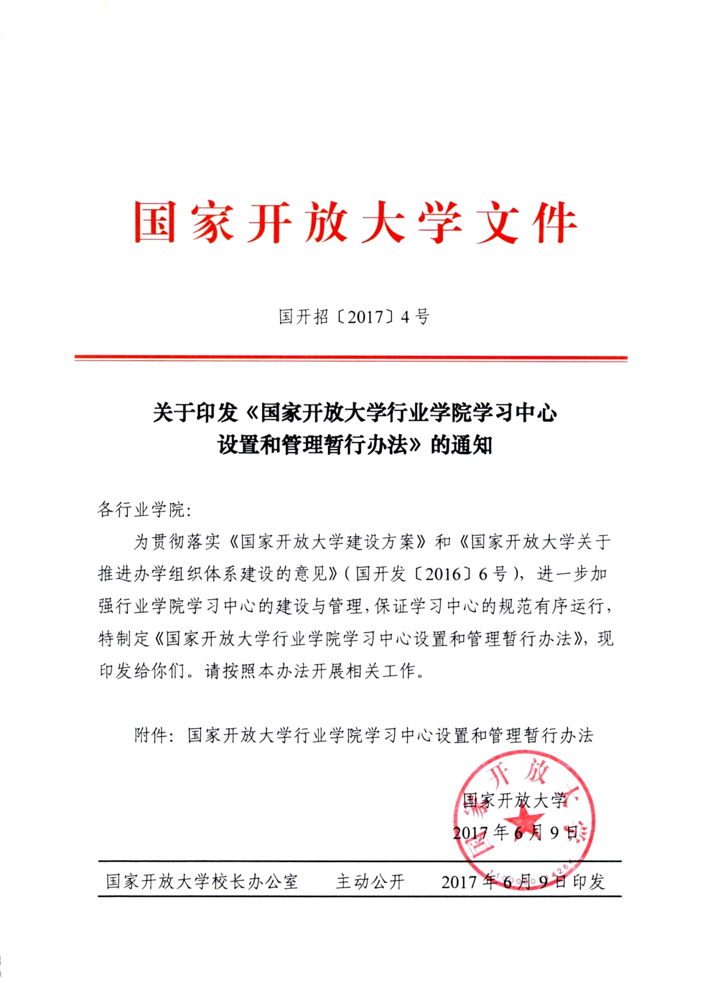 国家开放大学文件
国开招〔2017〕4号
关于印发《国家开放大学行业学院学习中心
设置和管理暂行办法》的通知
各行业学院:
为贯彻落实《国家开放大学建设方案》和《国家开放大学关于
推进办学组织体系建设的意见》(国开发〔2016〕6号),进一步加
强行业学院学习中心的建设与管理,保证学习中心的规范有序运行,
特制定《国家开放大学行业学院学习中心设置和管理暂行办法》,现
印发给你们。请按照本办法开展相关工作。
附件: 国家开放大学行业学院学习中心设置和管理暂行办法
国家开放大学
国家开放大学
2017年6月9日
国家开放大学校长办公室 主动公开 2017年6月9日印发